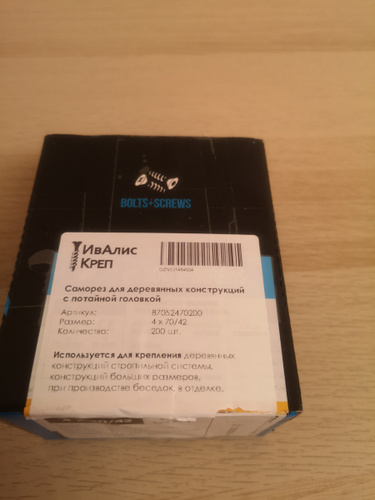 BOLTS+SCREWS
ИвАлис
Креп
Саморез для деревянных конструкций
с потайной головкой
Артикул: 87052470200
Размер: 4 х 70/42
Количество: 200 шт.
Используется для крепления деревянных
конструкций стропильной системы,
конструкций больших размеров,
при производстве беседок, в отделке.